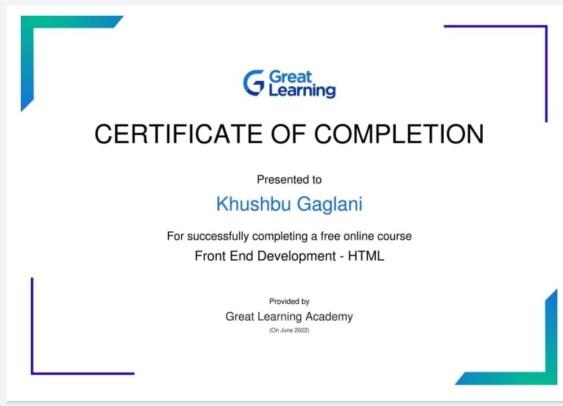 Great
Learning
CERTIFICATE OF COMPLETION
Presented to
Khushbu Gaglani
For successfully completing a free online course
Front End Development - HTML
Provided by
Great Learning Academy
(On June 2022)